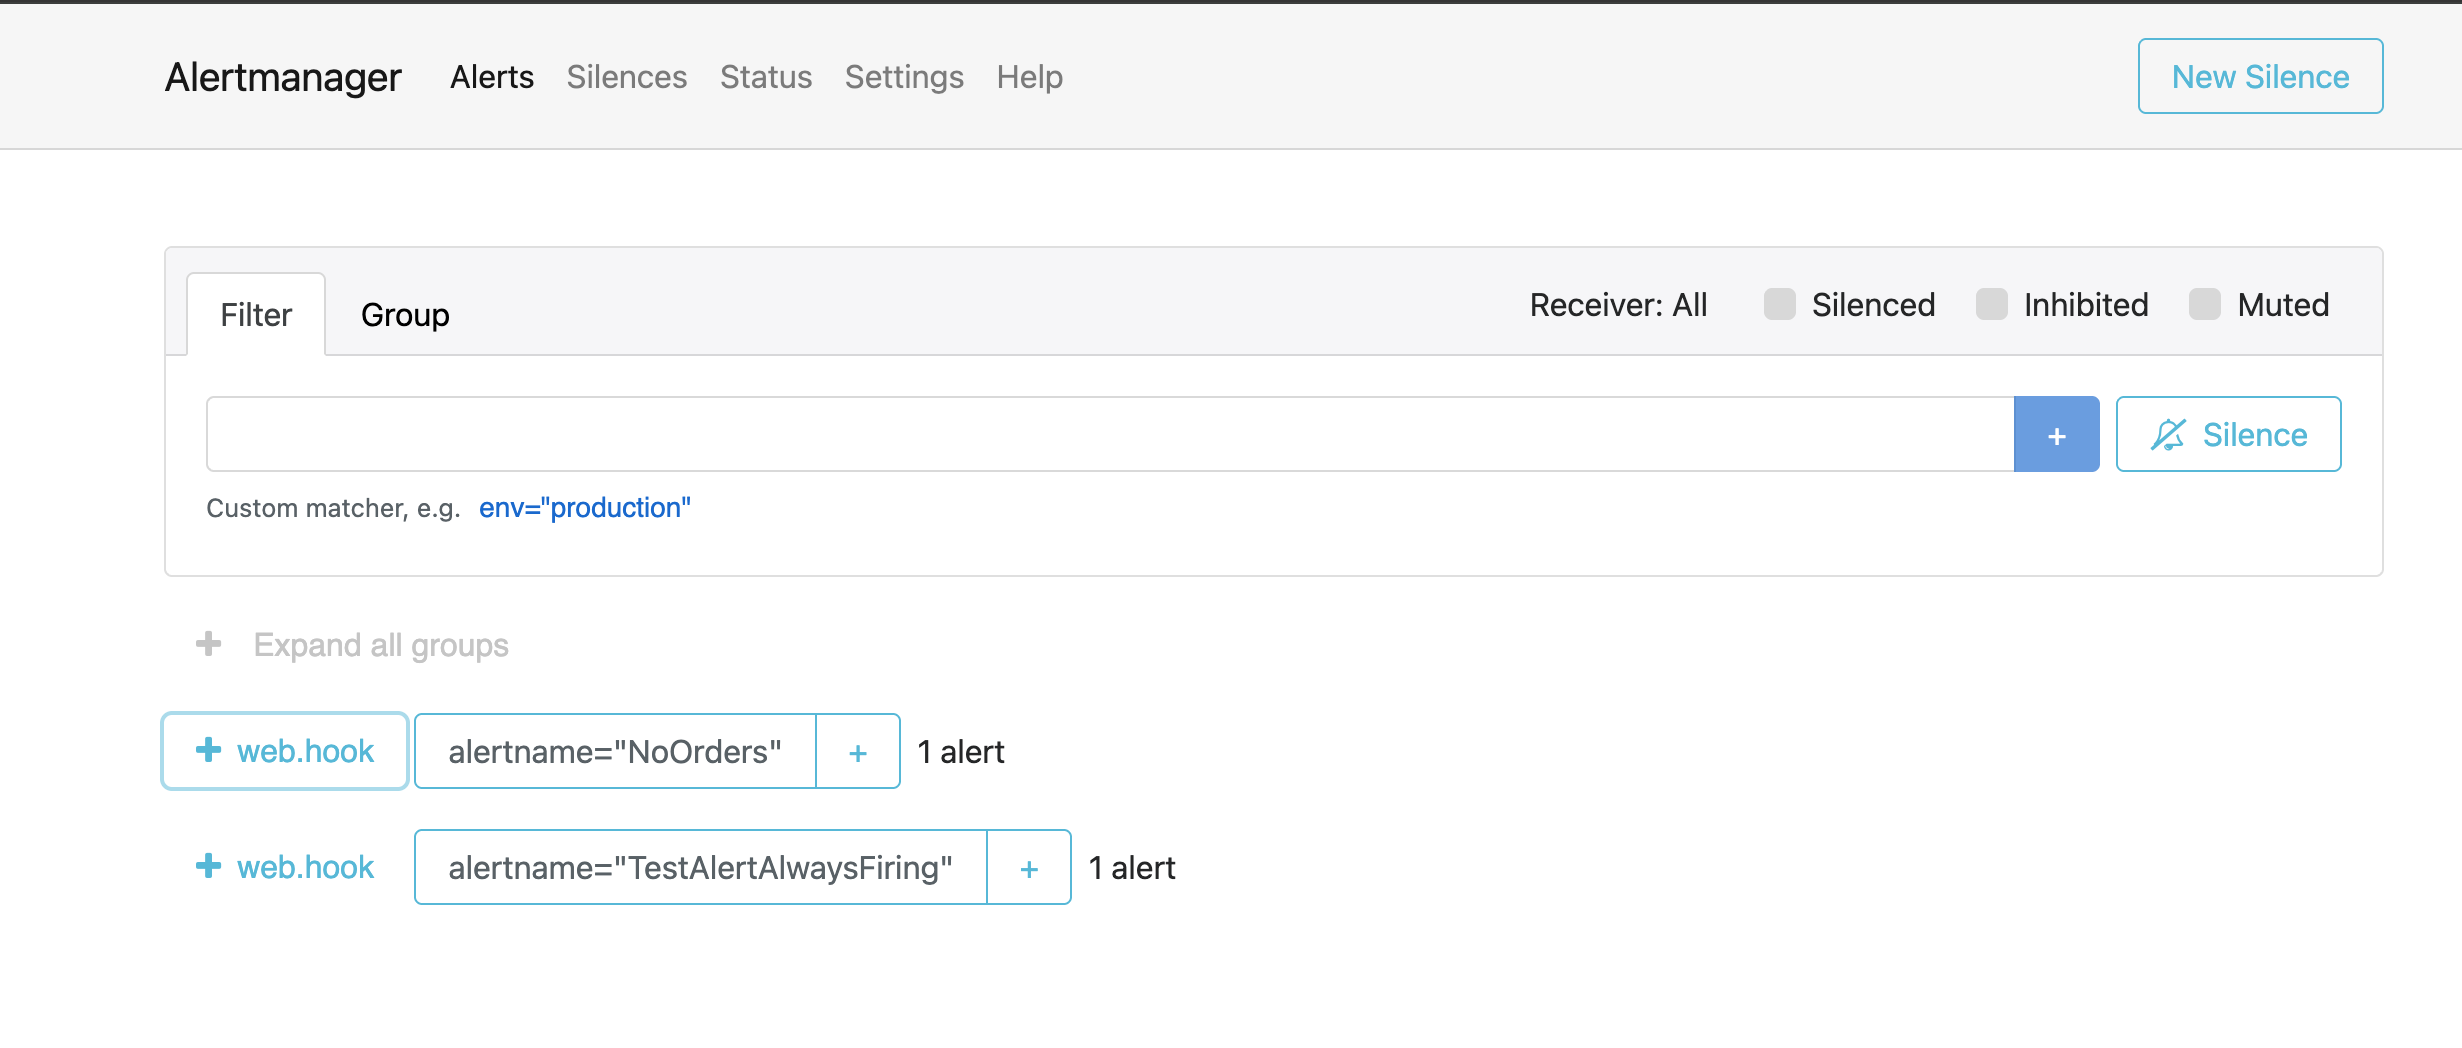 Alertmanager Alerts Silences Status Settings Help New Silence
Filter Group Receiver: All Silenced Inhibited Muted
+ Silence
Custom matcher, e.g. env="production"
+ Expand all groups
+ web.hook alertname="NoOrders" + 1 alert
+ web.hook alertname="TestAlertAlwaysFiring" + 1 alert